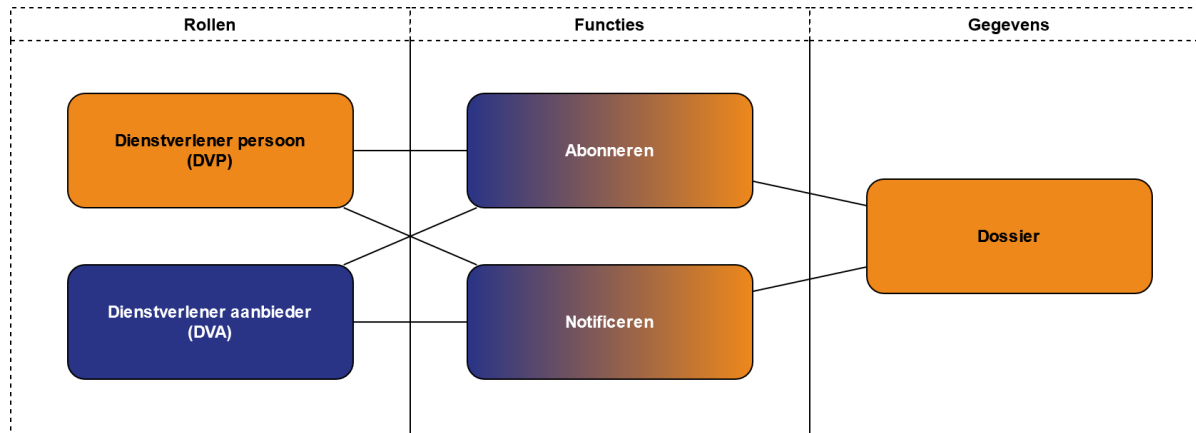 Rollen
Functies
Gegevens
Dienstverlener persoon
(DVP)
Abonneren
Dossier
Dienstverlener aanbieder
(DVA)
Notificeren